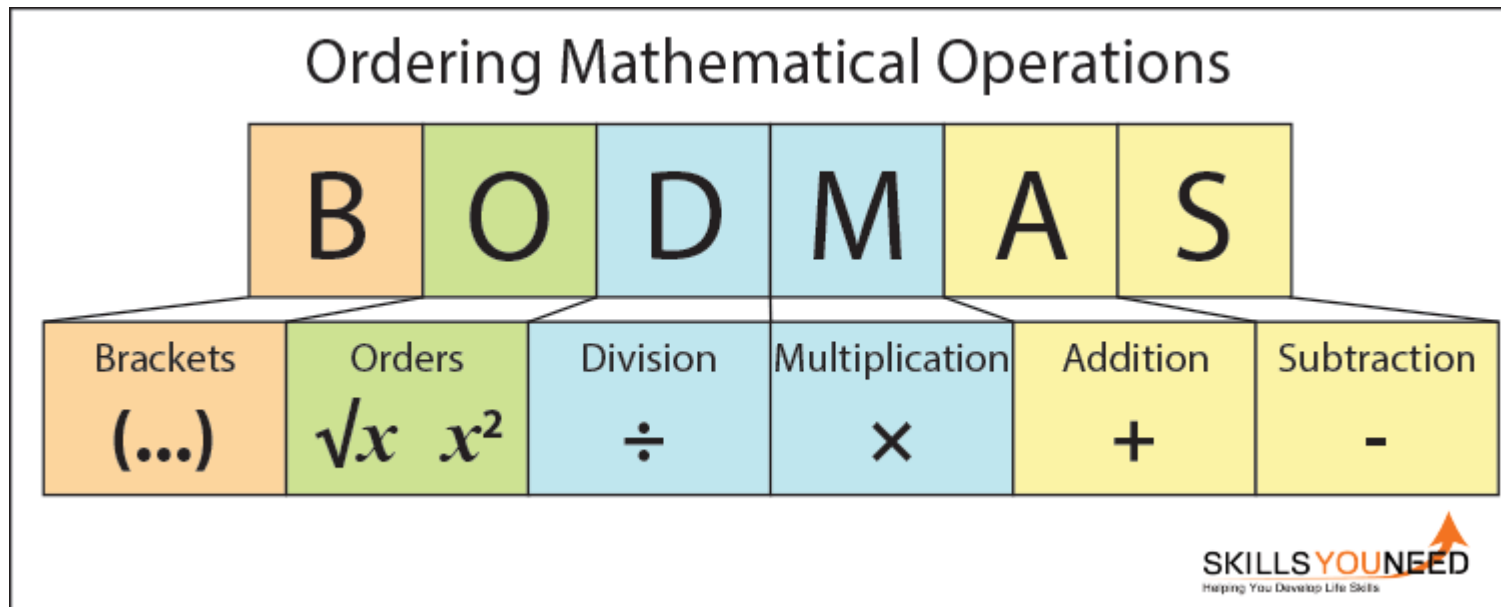 Ordering Mathematical Operations
B O D M A S
Brackets Orders Division Multiplication Addition Subtraction
(...) √x x² ÷ × + -
SKILLSYOUNEED
Helping You Develop Life Skills